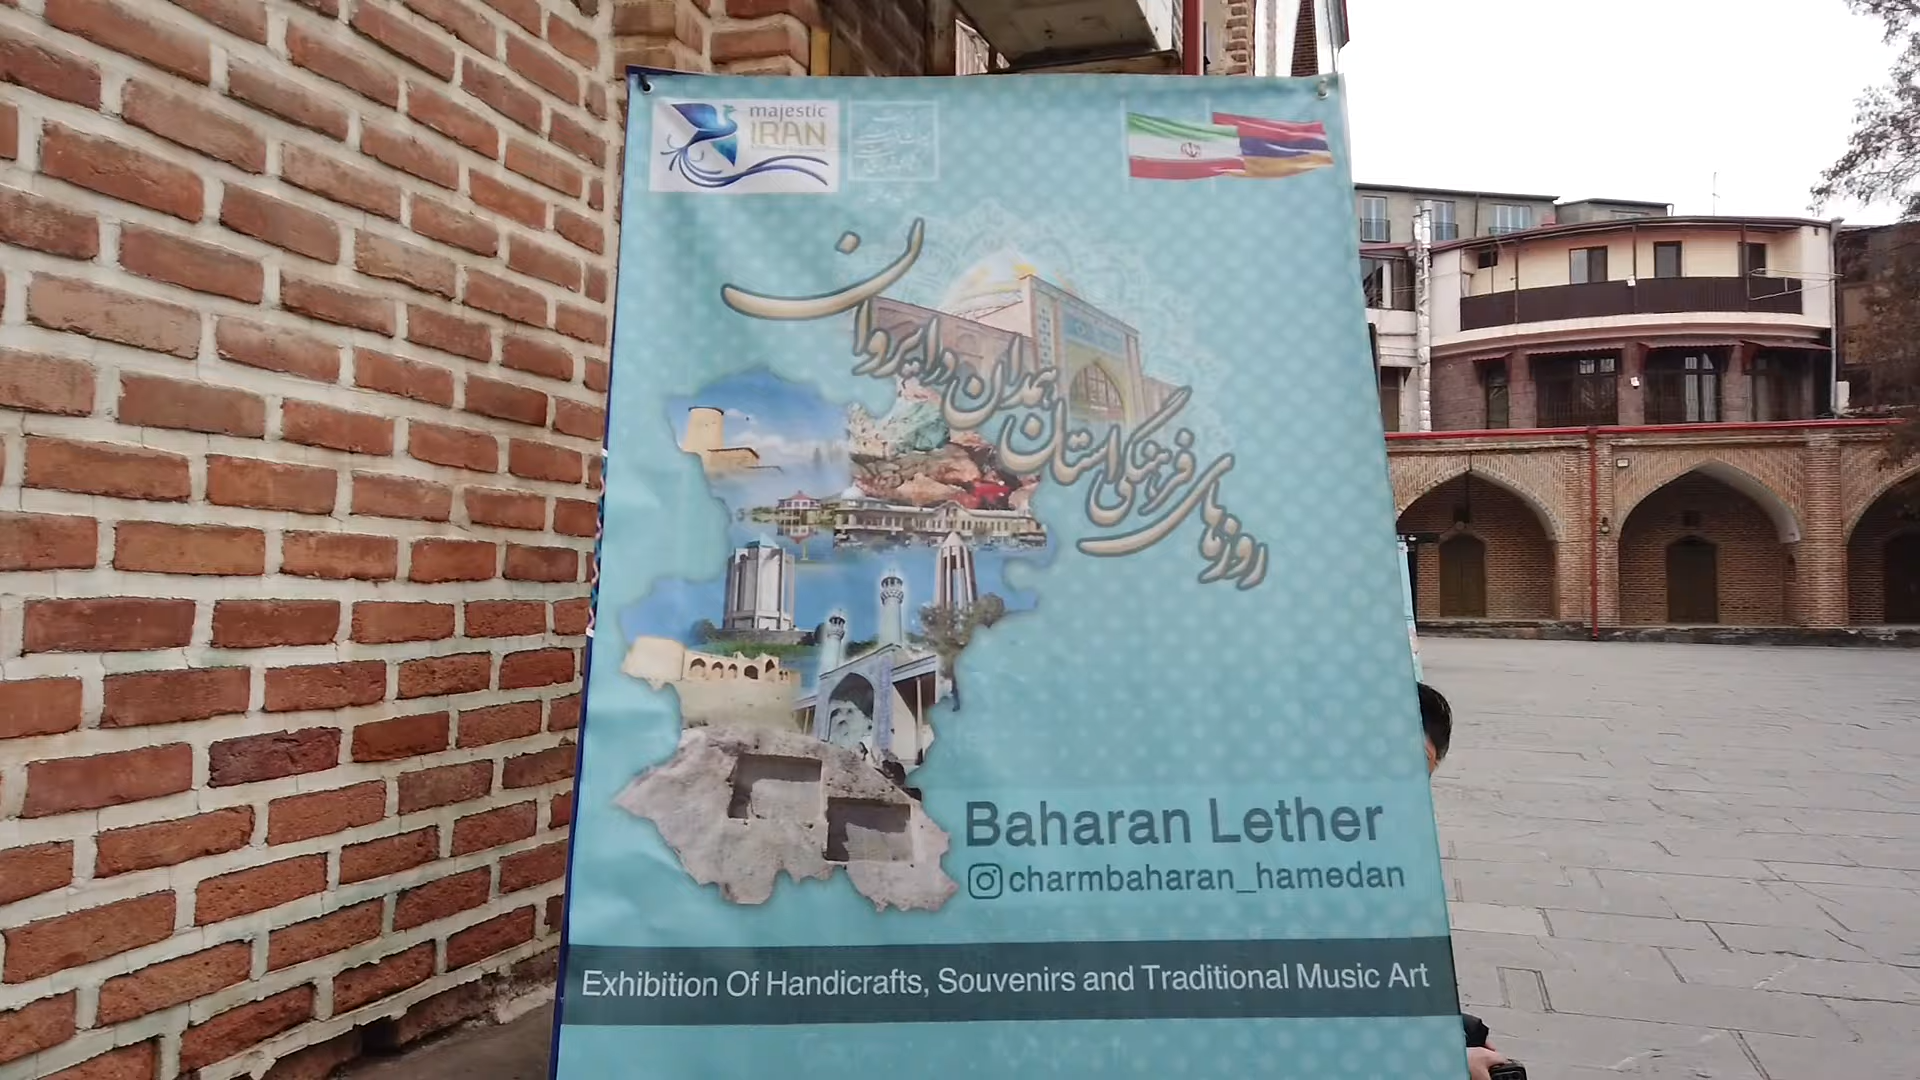 majestic
IRAN
روزهای فرهنگی استان همدان در ایروان
Baharan Lether
charmbaharan_hamedan
Exhibition Of Handicrafts, Souvenirs and Traditional Music Art